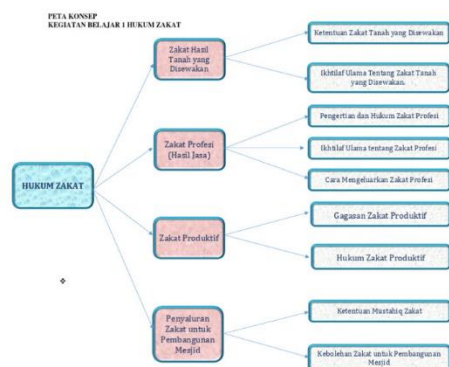 PETA KONSEP
KEGIATAN BELAJAR 1 HUKUM ZAKAT
HUKUM ZAKAT
Zakat Hasil
Tanah yang
Disewakan
Ketentuan Zakat Tanah yang Disewakan
Ikhtilaf Ulama Tentang Zakat Tanah
yang Disewakan.
Zakat Profesi
(Hasil Jasa)
Pengertian dan Hukum Zakat Profesi
Ikhtilaf Ulama tentang Zakat Profesi
Cara Mengeluarkan Zakat Profesi
Zakat Produktif
Gagasan Zakat Produktif
Hukum Zakat Produktif
Penyaluran
Zakat untuk
Pembangunan
Mesjid
Ketentuan Mustahiq Zakat
Kebolehan Zakat untuk Pembangunan
Mesjid